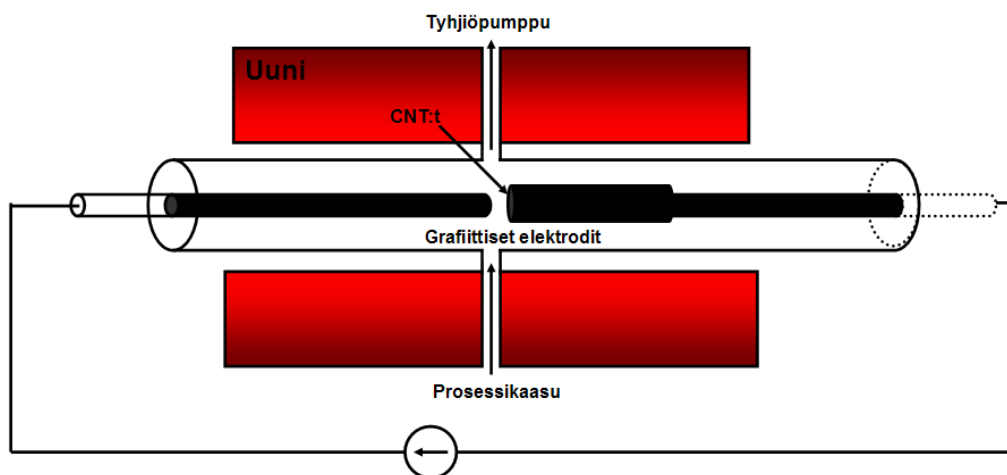 Tyhjiöpumppu
Uuni
CNT:t
Grafiittiset elektrodit
Prosessikaasu